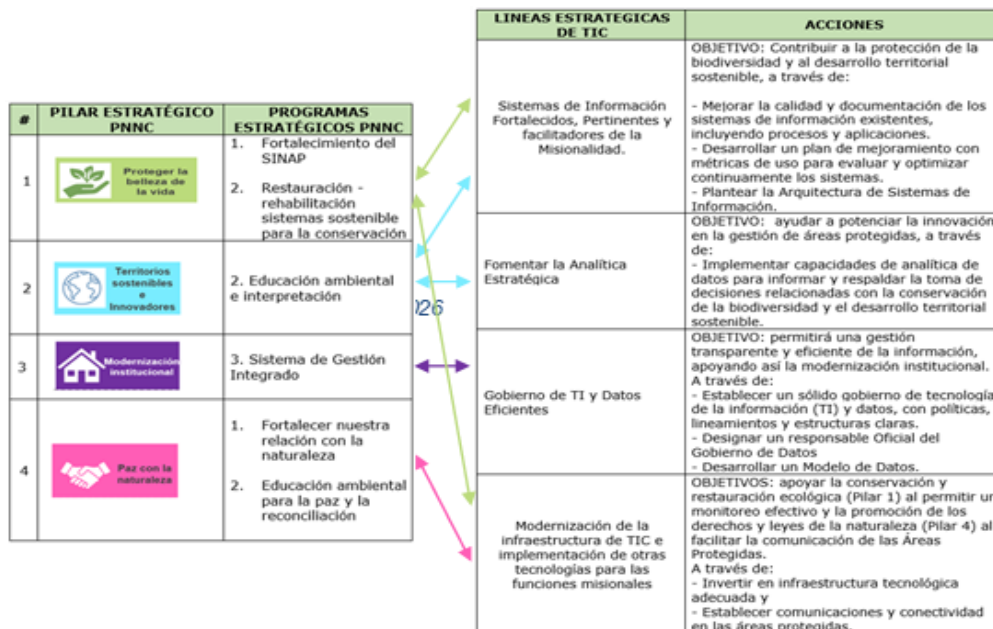 #
PILAR ESTRATÉGICO
PNNC
PROGRAMAS
ESTRATÉGICOS PNNC
1
Proteger la
belleza de
la vida
1. Fortalecimiento del
SINAP
2. Restauración -
rehabilitación
sistemas sostenible
para la conservación
2
Territorios
sostenibles
e
Innovadores
2. Educación ambiental
e interpretación
3
Modernización
institucional
3. Sistema de Gestión
Integrado
4
Paz con la
naturaleza
1. Fortalecer nuestra
relación con la
naturaleza
2. Educación ambiental
para la paz y la
reconciliación
026
LINEAS ESTRATEGICAS
DE TIC
ACCIONES
Sistemas de Información
Fortalecidos, Pertinentes y
facilitadores de la
Misionalidad.
OBJETIVO: Contribuir a la protección de la
biodiversidad y al desarrollo territorial
sostenible, a través de:
- Mejorar la calidad y documentación de los
sistemas de información existentes,
incluyendo procesos y aplicaciones.
- Desarrollar un plan de mejoramiento con
métricas de uso para evaluar y optimizar
continuamente los sistemas.
- Plantear la Arquitectura de Sistemas de
Información.
Fomentar la Analítica
Estratégica
OBJETIVO: ayudar a potenciar la innovación
en la gestión de áreas protegidas, a través
de:
- Implementar capacidades de analítica de
datos para informar y respaldar la toma de
decisiones relacionadas con la conservación
de la biodiversidad y el desarrollo territorial
sostenible.
Gobierno de TI y Datos
Eficientes
OBJETIVO: permitirá una gestión
transparente y eficiente de la información,
apoyando así la modernización institucional.
A través de:
- Establecer un sólido gobierno de tecnología
de la información (TI) y datos, con políticas,
lineamientos y estructuras claras.
- Designar un responsable Oficial del
Gobierno de Datos
- Desarrollar un Modelo de Datos.
Modernización de la
infraestructura de TIC e
implementación de otras
tecnologías para las
funciones misionales
OBJETIVOS: apoyar la conservación y
restauración ecológica (Pilar 1) al permitir un
monitoreo efectivo y la promoción de los
derechos y leyes de la naturaleza (Pilar 4) al
facilitar la comunicación de las Áreas
Protegidas.
A través de:
- Invertir en infraestructura tecnológica
adecuada y
- Establecer comunicaciones y conectividad
en las áreas protegidas.